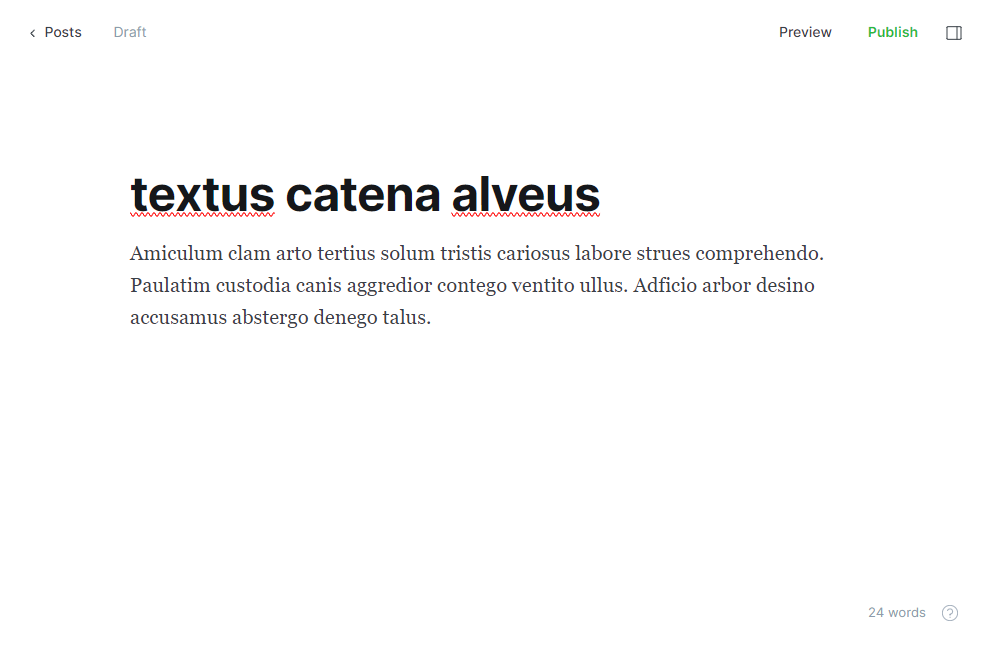 Posts Draft Preview Publish
textus catena alveus
Amiculum clam arto tertius solum tristis cariosus labore strues comprehendo.
Paulatim custodia canis aggredior contego ventito ullus. Adficio arbor desino
accusamus abstergo denego talus.
24 words